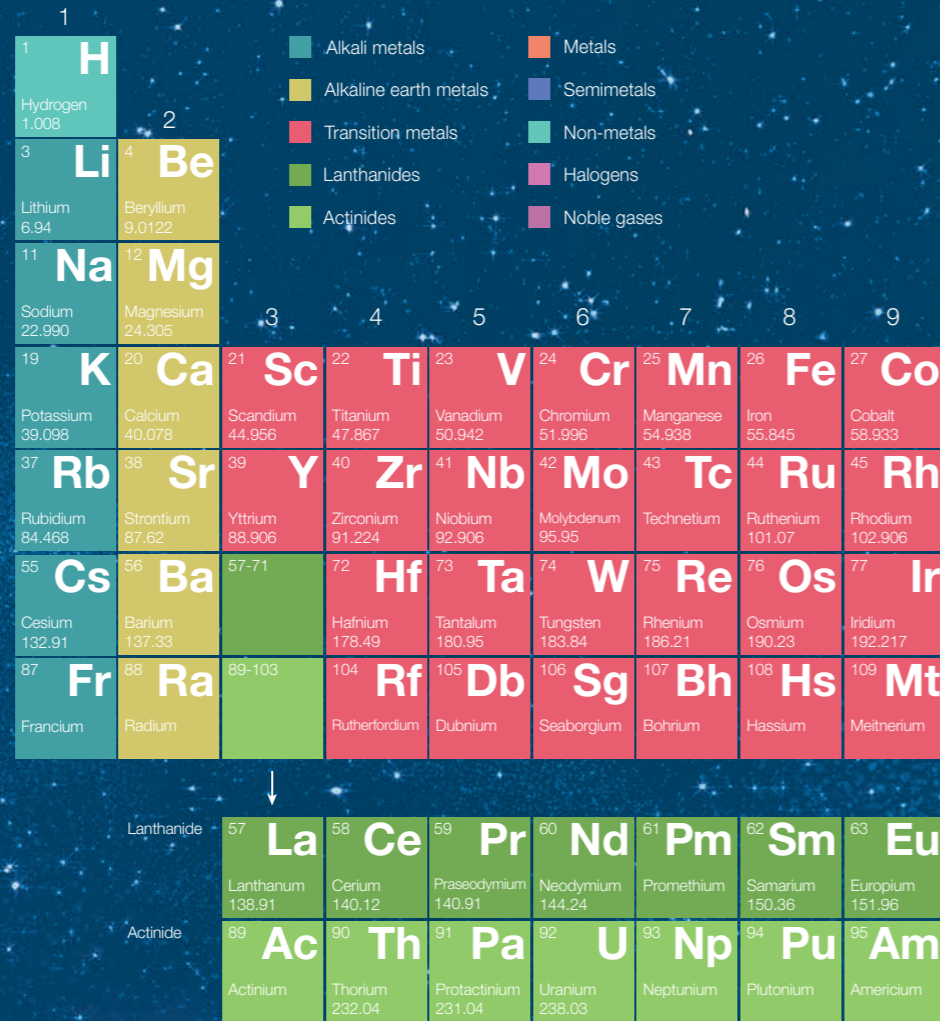 1
1 H
Hydrogen
1.008
Alkali metals
Alkaline earth metals
Transition metals
Lanthanides
Actinides
Metals
Semimetals
Non-metals
Halogens
Noble gases
2
3 Li
Lithium
6.94
4 Be
Beryllium
9.0122
11 Na
Sodium
22.990
12 Mg
Magnesium
24.305
3 4 5 6 7 8 9
19 K
Potassium
39.098
20 Ca
Calcium
40.078
21 Sc
Scandium
44.956
22 Ti
Titanium
47.867
23 V
Vanadium
50.942
24 Cr
Chromium
51.996
25 Mn
Manganese
54.938
26 Fe
Iron
55.845
27 Co
Cobalt
58.933
37 Rb
Rubidium
84.468
38 Sr
Strontium
87.62
39 Y
Yttrium
88.906
40 Zr
Zirconium
91.224
41 Nb
Niobium
92.906
42 Mo
Molybdenum
95.95
43 Tc
Technetium
44 Ru
Ruthenium
101.07
45 Rh
Rhodium
102.906
55 Cs
Cesium
132.91
56 Ba
Barium
137.33
57-71
72 Hf
Hafnium
178.49
73 Ta
Tantalum
180.95
74 W
Tungsten
183.84
75 Re
Rhenium
186.21
76 Os
Osmium
190.23
77 Ir
Iridium
192.217
87 Fr
Francium
88 Ra
Radium
89-103
104 Rf
Rutherfordium
105 Db
Dubnium
106 Sg
Seaborgium
107 Bh
Bohrium
108 Hs
Hassium
109 Mt
Meitnerium
Lanthanide
57 La
Lanthanum
138.91
58 Ce
Cerium
140.12
59 Pr
Praseodymium
140.91
60 Nd
Neodymium
144.24
61 Pm
Promethium
62 Sm
Samarium
150.36
63 Eu
Europium
151.96
Actinide
89 Ac
Actinium
90 Th
Thorium
232.04
91 Pa
Protactinium
231.04
92 U
Uranium
238.03
93 Np
Neptunium
94 Pu
Plutonium
95 Am
Americium